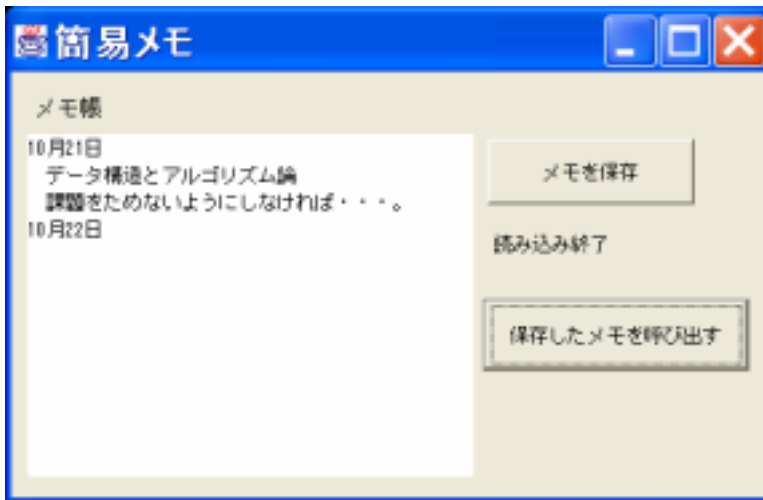 簡易メモ
メモ帳
10月21日
データ構造とアルゴリズム論
課題をためないようにしなければ・・・。
10月22日
メモを保存
読み込み終了
保存したメモを呼び出す